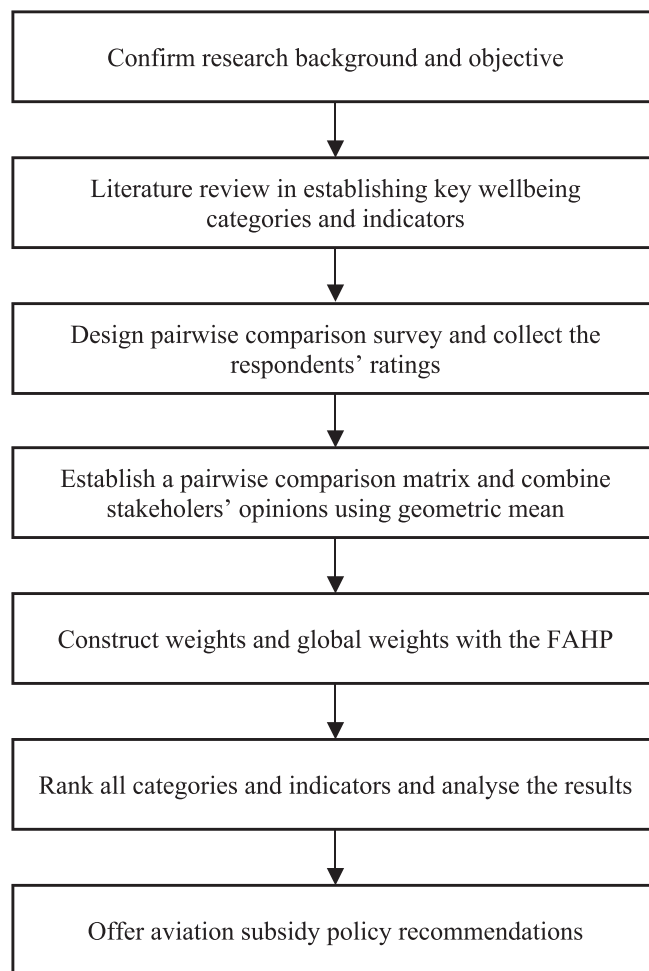 Confirm research background and objective
Literature review in establishing key wellbeing
categories and indicators
Design pairwise comparison survey and collect the
respondents’ ratings
Establish a pairwise comparison matrix and combine
stakeholers’ opinions using geometric mean
Construct weights and global weights with the FAHP
Rank all categories and indicators and analyse the results
Offer aviation subsidy policy recommendations